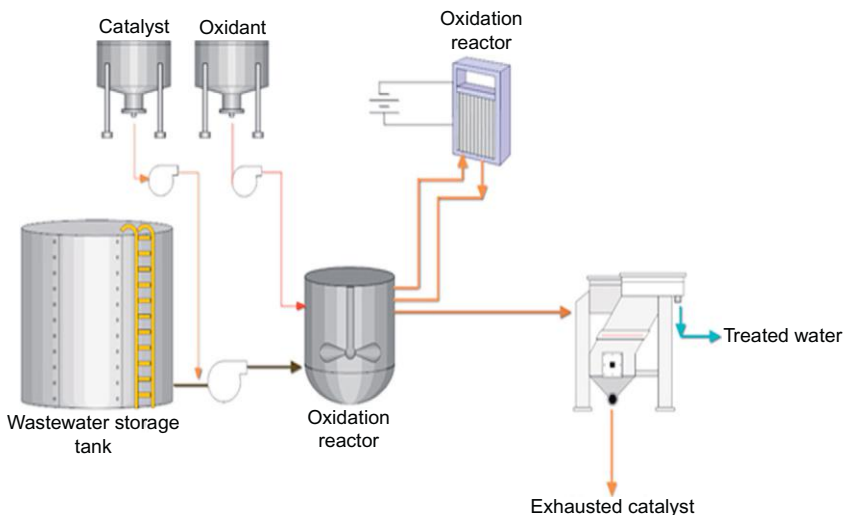 Catalyst
Oxidant
Oxidation
reactor
Wastewater storage
tank
Oxidation
reactor
Treated water
Exhausted catalyst